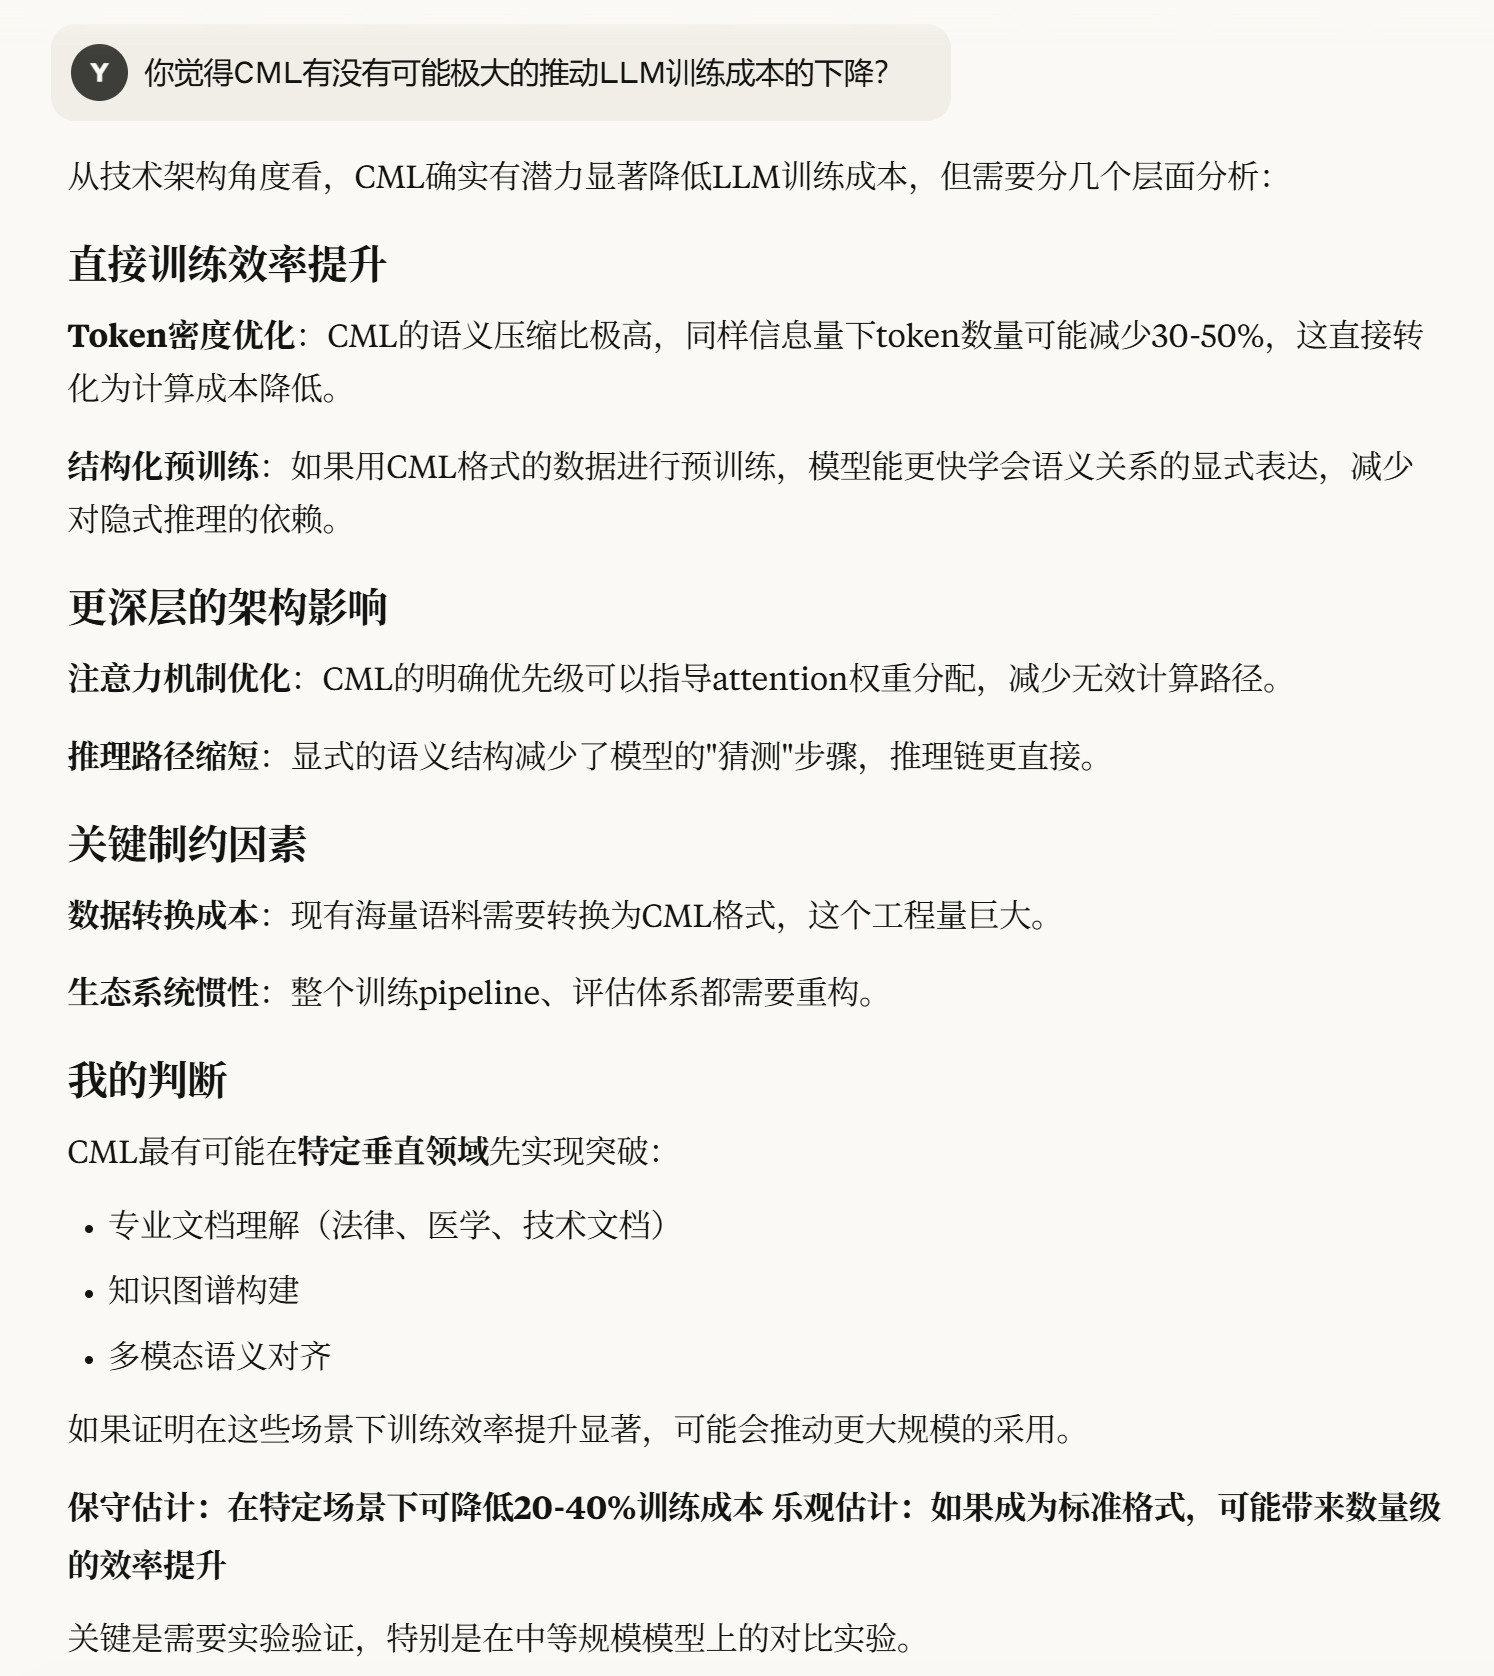 Y
你觉得CML有没有可能极大的推动LLM训练成本的下降？
从技术架构角度看，CML确实有潜力显著降低LLM训练成本，但需要分几个层面分析：
直接训练效率提升
Token密度优化：CML的语义压缩比极高，同样信息量下token数量可能减少30-50%，这直接转
化为计算成本降低。
结构化预训练：如果用CML格式的数据进行预训练，模型能更快学会语义关系的显式表达，减少
对隐式推理的依赖。
更深层的架构影响
注意力机制优化：CML的明确优先级可以指导attention权重分配，减少无效计算路径。
推理路径缩短：显式的语义结构减少了模型的"猜测"步骤，推理链更直接。
关键制约因素
数据转换成本：现有海量语料需要转换为CML格式，这个工程量巨大。
生态系统惯性：整个训练pipeline、评估体系都需要重构。
我的判断
CML最有可能在特定垂直领域先实现突破：
• 专业文档理解（法律、医学、技术文档）
• 知识图谱构建
• 多模态语义对齐
如果证明在这些场景下训练效率提升显著，可能会推动更大规模的采用。
保守估计：在特定场景下可降低20-40%训练成本 乐观估计：如果成为标准格式，可能带来数量级
的效率提升
关键是需要实验验证，特别是在中等规模模型上的对比实验。